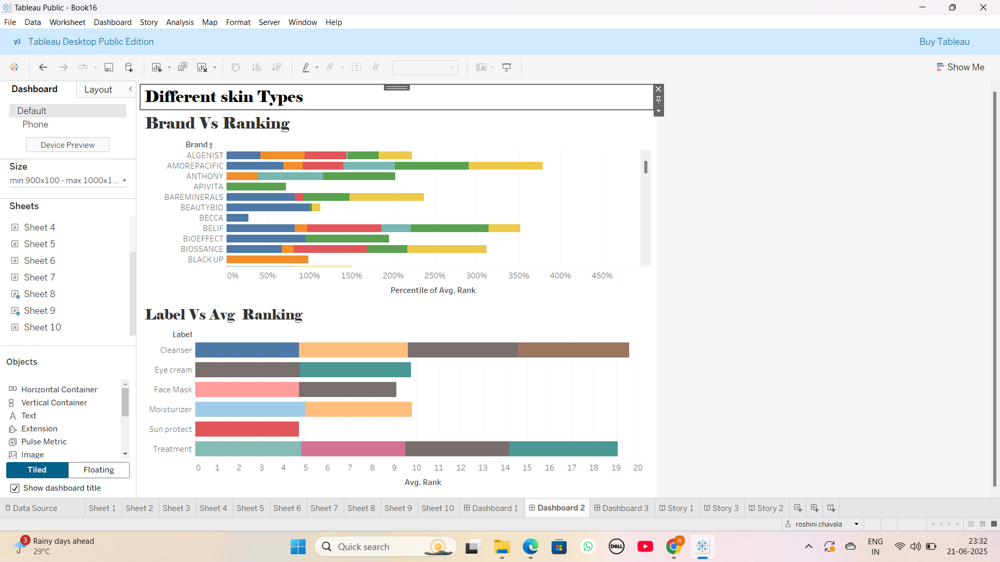 Tableau Public - Book16
File Data Worksheet Dashboard Story Analysis Map Format Server Window Help
Tableau Desktop Public Edition
Buy Tableau
Show Me
Dashboard
Layout
Default
Phone
Device Preview
Size
min 900x100 - max 1000x1...
Sheets
Sheet 4
Sheet 5
Sheet 6
Sheet 7
Sheet 8
Sheet 9
Sheet 10
Objects
Horizontal Container
Vertical Container
Text
Extension
Pulse Metric
Image
Tiled
Floating
Show dashboard title
Different skin Types
Brand Vs Ranking
Brand
ALGENIST
AMOREPACIFIC
ANTHONY
APIVITA
BAREMINERALS
BEAUTYBIO
BECCA
BELIF
BIOEFFECT
BIOSSANCE
BLACK UP
0% 50% 100% 150% 200% 250% 300% 350% 400% 450%
Percentile of Avg. Rank
Label Vs Avg Ranking
Label
Cleanser
Eye cream
Face Mask
Moisturizer
Sun protect
Treatment
0 1 2 3 4 5 6 7 8 9 10 11 12 13 14 15 16 17 18 19 20
Avg. Rank
Data Source Sheet 1 Sheet 2 Sheet 3 Sheet 4 Sheet 5 Sheet 6 Sheet 7 Sheet 8 Sheet 9 Sheet 10 Dashboard 1 Dashboard 2 Dashboard 3 Story 1 Story 3 Story 2
roshini chavala
3
Rainy days ahead
29°C
Quick search
DELL
R
ENG
IN
23:32
21-06-2025